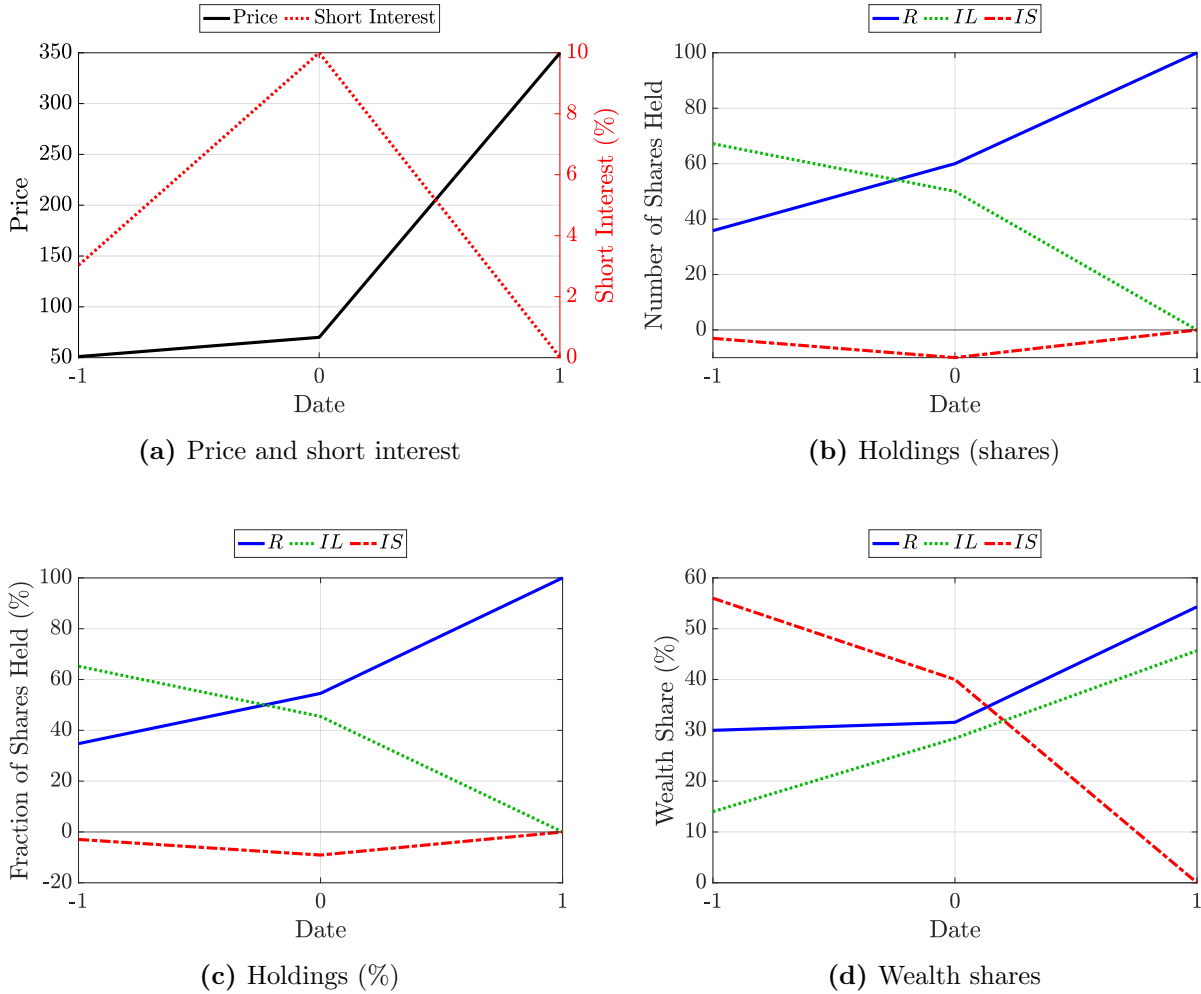 Price Short Interest
350
300
250
200
150
100
50
10
8
6
4
2
0
Price
Short Interest (%)
-1 0 1
Date
(a) Price and short interest
R IL IS
100
80
60
40
20
0
Number of Shares Held
-1 0 1
Date
(b) Holdings (shares)
R IL IS
100
80
60
40
20
0
-20
Fraction of Shares Held (%)
-1 0 1
Date
(c) Holdings (%)
R IL IS
60
50
40
30
20
10
0
Wealth Share (%)
-1 0 1
Date
(d) Wealth shares